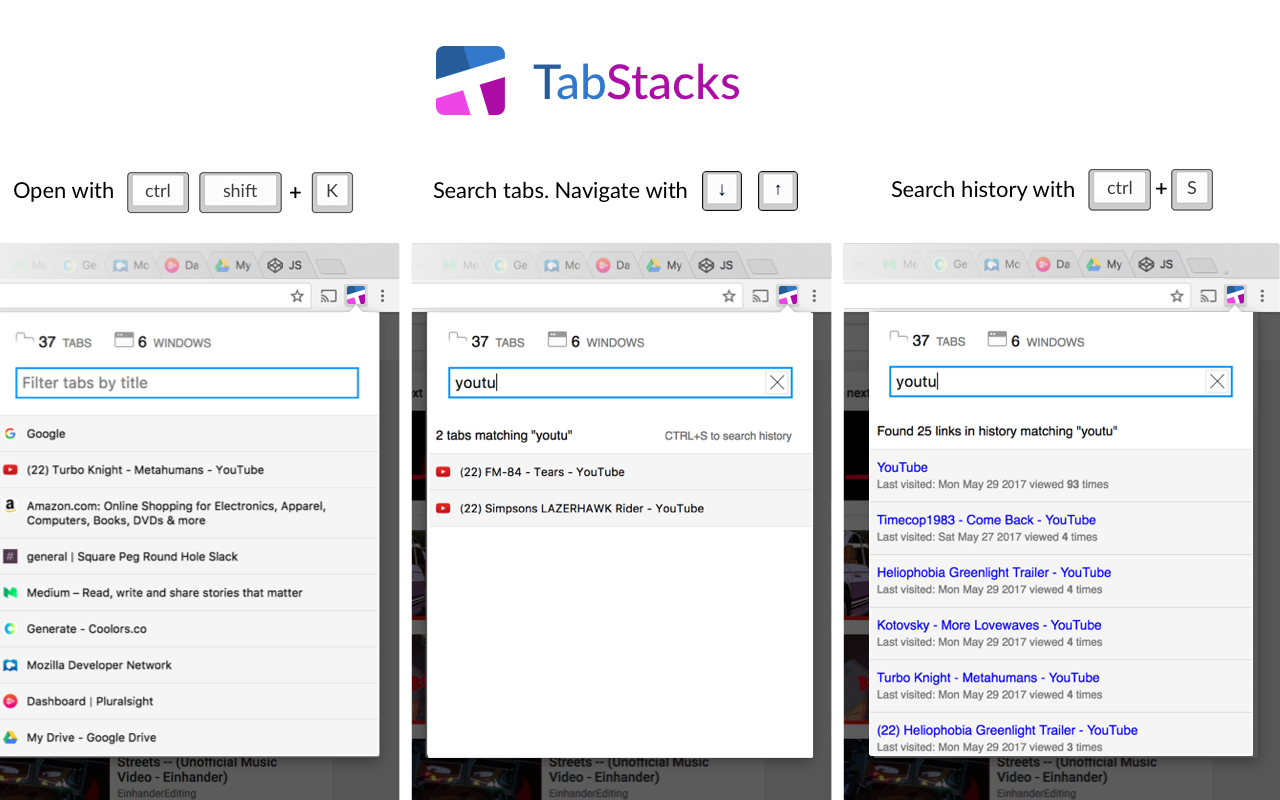 TabStacks
Open with ctrl shift + K
Search tabs. Navigate with ↓ ↑
Search history with ctrl + S
Me Ge Mo Da My JS
37 TABS 6 WINDOWS
Filter tabs by title
Google
(22) Turbo Knight - Metahumans - YouTube
Amazon.com: Online Shopping for Electronics, Apparel,
Computers, Books, DVDs & more
general | Square Peg Round Hole Slack
Medium – Read, write and share stories that matter
Generate - Coolors.co
Mozilla Developer Network
Dashboard | Pluralsight
My Drive - Google Drive
Streets -- (Unofficial Music
Video - Einhander)
EinhanderEditing
Me Ge Mo Da My JS
37 TABS 6 WINDOWS
youtu
2 tabs matching "youtu" CTRL+S to search history
(22) FM-84 - Tears - YouTube
(22) Simpsons LAZERHAWK Rider - YouTube
Streets -- (Unofficial Music
Video - Einhander)
EinhanderEditing
Me Ge Mo Da My JS
37 TABS 6 WINDOWS
youtu
next
Found 25 links in history matching "youtu"
YouTube
Last visited: Mon May 29 2017 viewed 93 times
Timecop1983 - Come Back - YouTube
Last visited: Sat May 27 2017 viewed 4 times
Heliophobia Greenlight Trailer - YouTube
Last visited: Mon May 29 2017 viewed 4 times
Kotovsky - More Lovewaves - YouTube
Last visited: Mon May 29 2017 viewed 4 times
Turbo Knight - Metahumans - YouTube
Last visited: Mon May 29 2017 viewed 4 times
(22) Heliophobia Greenlight Trailer - YouTube
Last visited: Mon May 29 2017 viewed 3 times
Streets -- (Unofficial Music
Video - Einhander)
EinhanderEditing